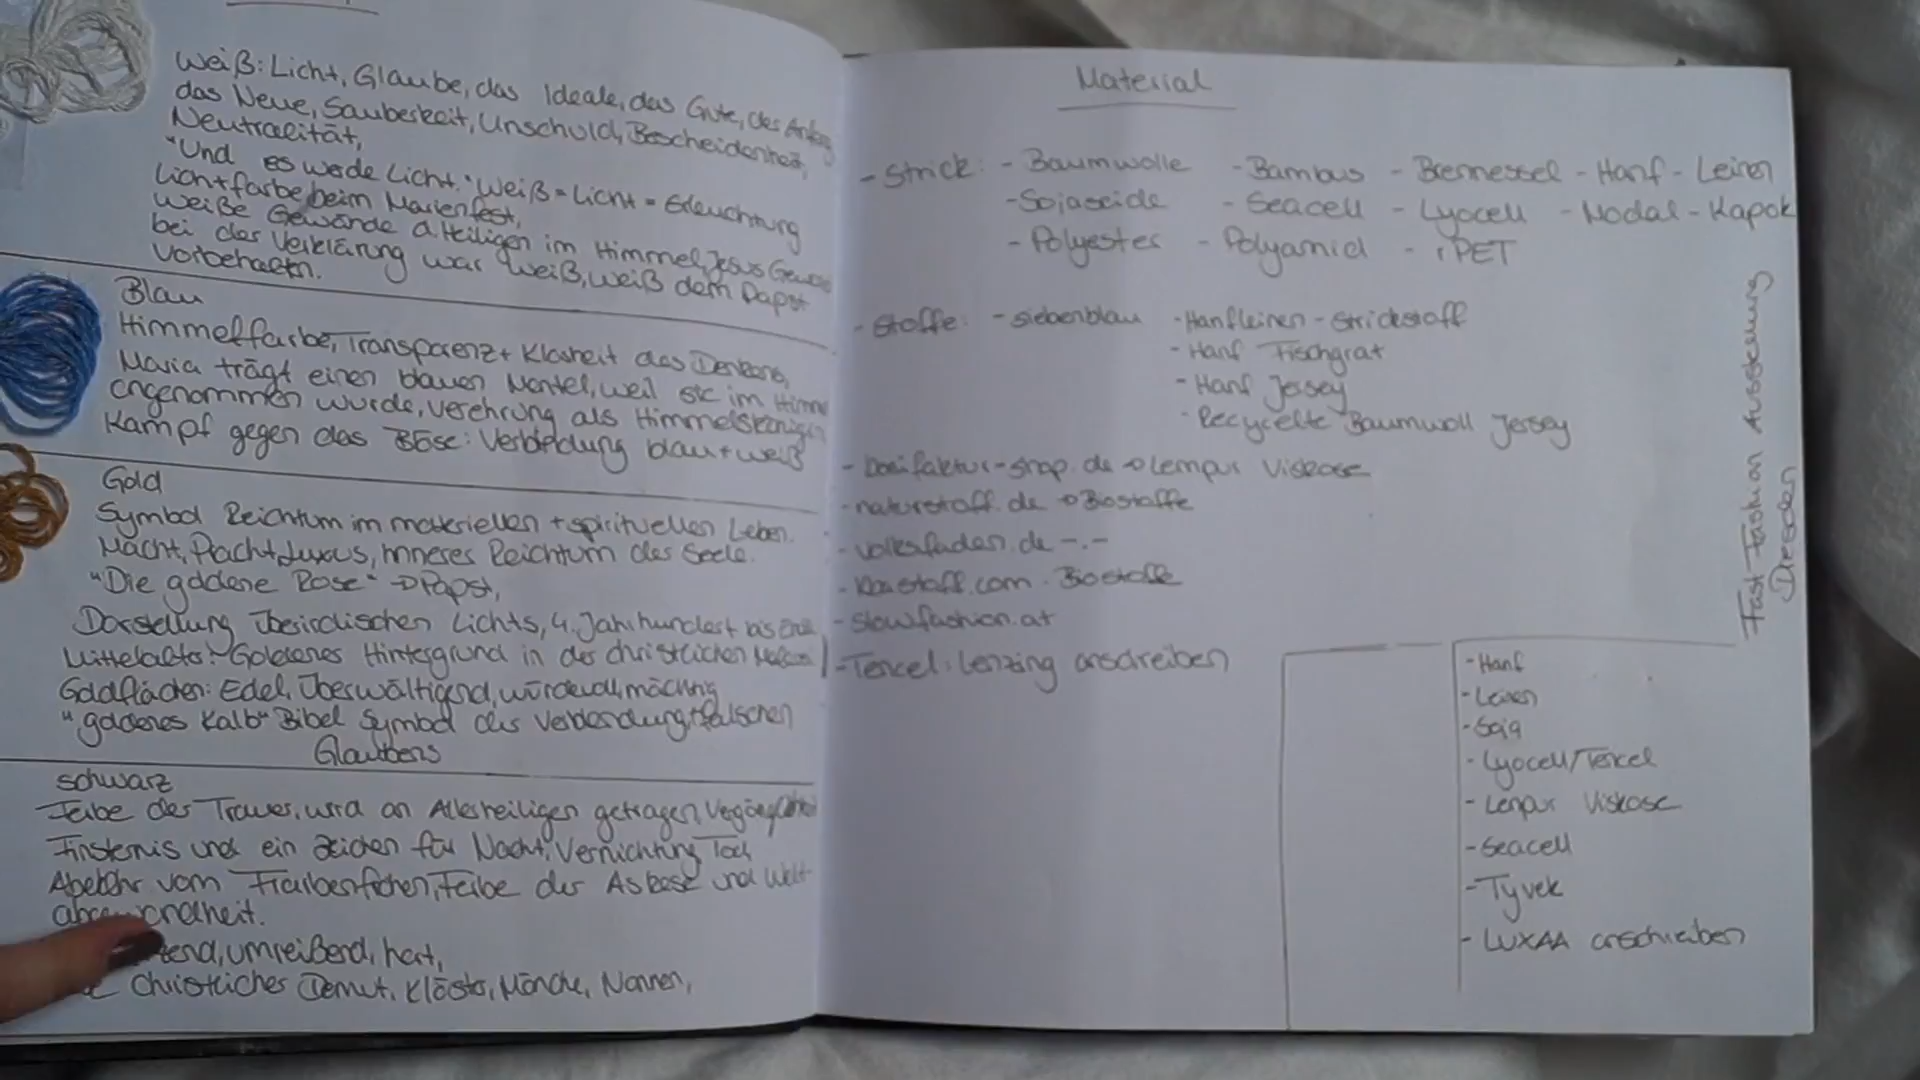 Weiß: Licht, Glaube, das Ideale, das Gute, der Anfang
das Neue, Sauberkeit, Unschuld, Bescheidenheit,
Neutralität,
"Und es werde Licht." Weiß = Licht = Erleuchtung
Lichtfarbe beim Marienfest,
weiße Gewände d. Heiligen im Himmel, Jesus
bei der Verklärung war weiß, weiß dem Papst
vorbehalten.
Blau
Himmelfarbe, Transparenz + Klarheit des Denkens,
Maria trägt einen blauen Mantel, weil sie im Himmel
angenommen wurde, Verehrung als Himmelskönigin
Kampf gegen das Böse: Verbindung blau + weiß
Gold
Symbol Reichtum im materiellen + spirituellen Leben.
Macht, Pracht, Luxus, inneres Reichtum der Seele.
"Die goldene Rose" → Papst,
Darstellung Überirdischen Lichts, 4. Jahrhundert bis Ende
Mittelalter: Goldenes Hintergrund in der christlichen
Goldflächen: Edel, Überwältigend, würdevoll, mächtig
"goldenes Kalb" Bibel Symbol der Verblendung + falschen
Glaubens
schwarz
Farbe der Trauer, wird an Allerheiligen getragen,
Finsternis und ein Zeichen für Nacht, Vernichtung, Tod,
Abekehr vom Farbe der Askese und Welt-
umreißend, hart,
Christliches Demut, Klöster, Mönche, Nonnen,
Material
- Strick: - Baumwolle - Bambus - Brennessel - Hanf - Leinen
- Sojaseide - Seacell - Lyocell - Modal - Kapok
- Polyester - Polyamid - rPET
- Stoffe: - siebenblau - Hanfleinen - Strickstoff
- Hanf Fischgrat
- Hanf Jersey
- Recycelte Baumwoll Jersey
shop.de → Lenpur Viskose
- naturstoff.de → Biostoffe
- volksfaden.de -.-
Biostoffe
- slowfashion.at
- Tencel: Lenzing anschreiben
Fast Fashion Ausstellung
Dresden
- Hanf
- Leinen
- Soja
- Lyocell/Tencel
- Lenpur Viskose
- Seacell
- Tyvek
- LUXAA anschreiben